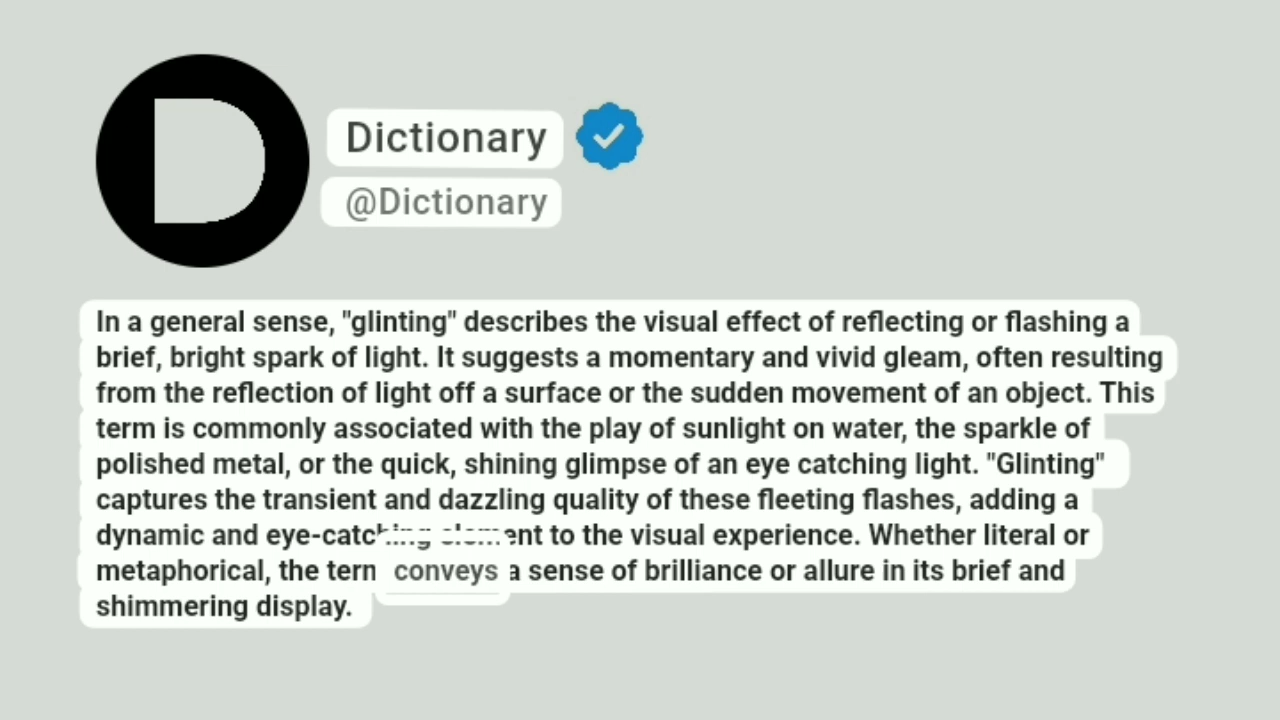 D
Dictionary
@Dictionary
In a general sense, "glinting" describes the visual effect of reflecting or flashing a
brief, bright spark of light. It suggests a momentary and vivid gleam, often resulting
from the reflection of light off a surface or the sudden movement of an object. This
term is commonly associated with the play of sunlight on water, the sparkle of
polished metal, or the quick, shining glimpse of an eye catching light. "Glinting"
captures the transient and dazzling quality of these fleeting flashes, adding a
dynamic and eye-catching element to the visual experience. Whether literal or
metaphorical, the term conveys a sense of brilliance or allure in its brief and
shimmering display.